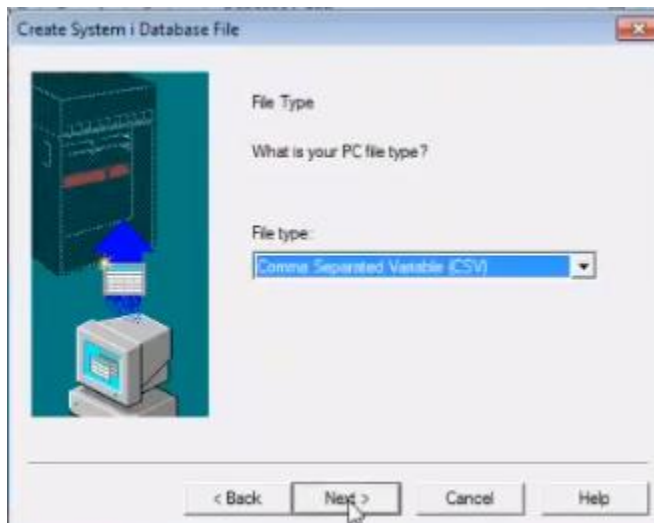 Create System i Database File
File Type
What is your PC file type?
File type:
Comma Separated Variable (CSV)
< Back
Next >
Cancel
Help